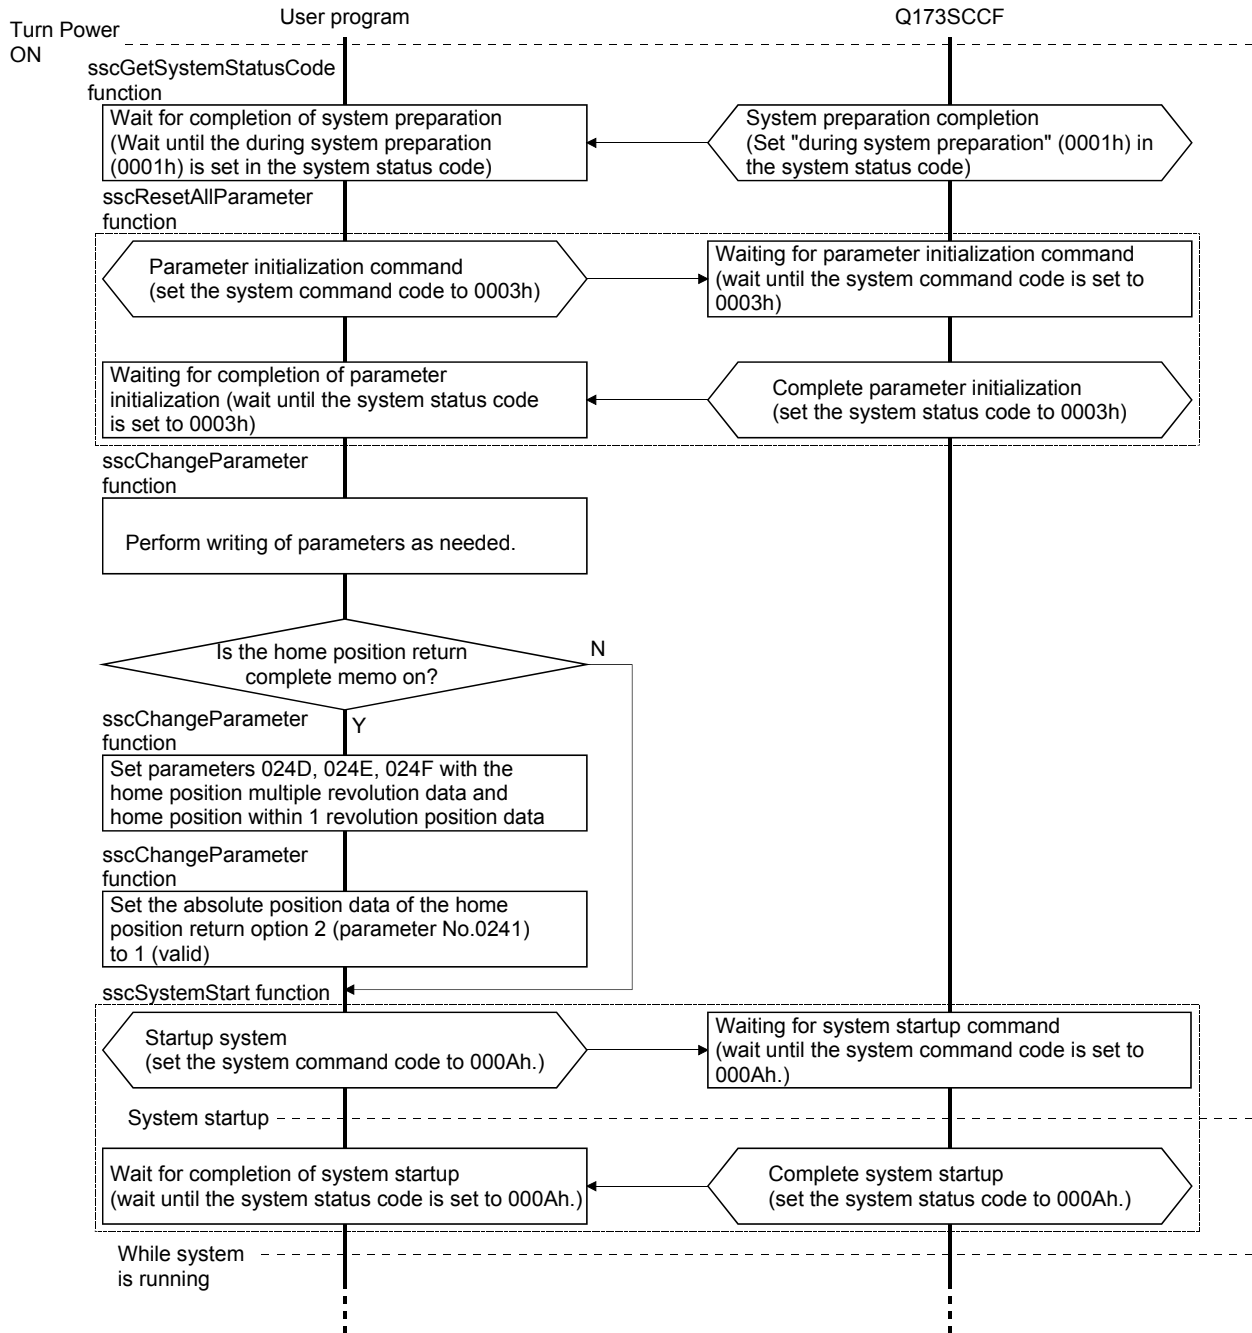 Turn Power
ON
User program
Q173SCCF
sscGetSystemStatusCode
function
Wait for completion of system preparation
(Wait until the during system preparation
(0001h) is set in the system status code)
System preparation completion
(Set "during system preparation" (0001h) in
the system status code)
sscResetAllParameter
function
Parameter initialization command
(set the system command code to 0003h)
Waiting for parameter initialization command
(wait until the system command code is set to
0003h)
Waiting for completion of parameter
initialization (wait until the system status code
is set to 0003h)
Complete parameter initialization
(set the system status code to 0003h)
sscChangeParameter
function
Perform writing of parameters as needed.
Is the home position return
complete memo on?
N
Y
sscChangeParameter
function
Set parameters 024D, 024E, 024F with the
home position multiple revolution data and
home position within 1 revolution position data
sscChangeParameter
function
Set the absolute position data of the home
position return option 2 (parameter No.0241)
to 1 (valid)
sscSystemStart function
Startup system
(set the system command code to 000Ah.)
Waiting for system startup command
(wait until the system command code is set to
000Ah.)
System startup
Wait for completion of system startup
(wait until the system status code is set to 000Ah.)
Complete system startup
(set the system status code to 000Ah.)
While system
is running